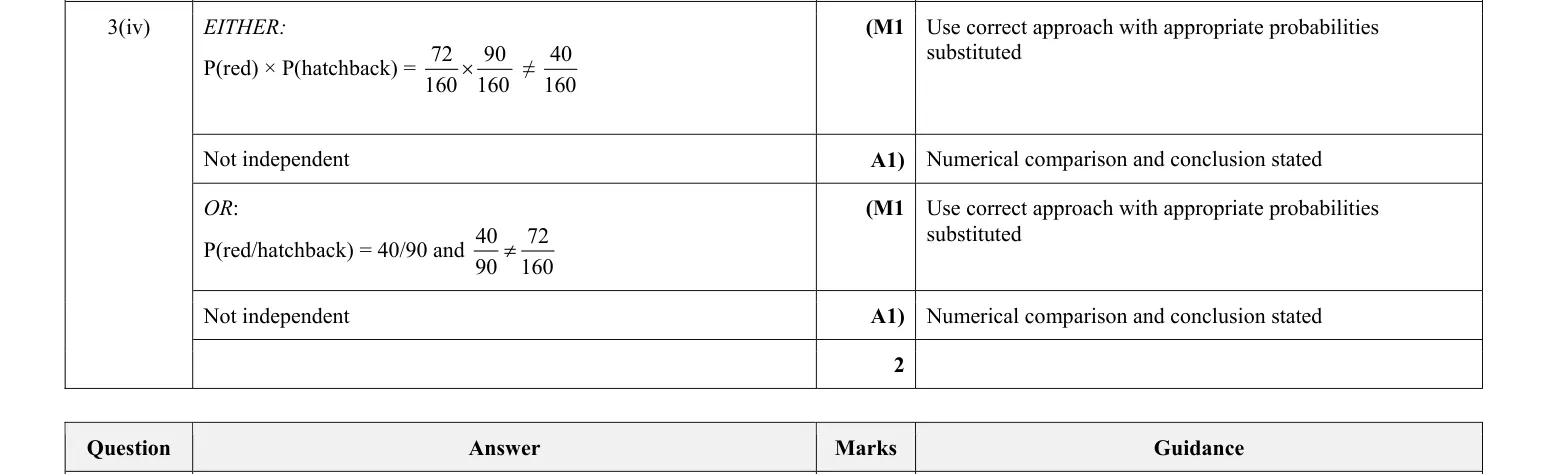 3(iv) EITHER: (M1 Use correct approach with appropriate probabilities
substituted
P(red) × P(hatchback) = 72/160 × 90/160 ≠ 40/160
Not independent A1) Numerical comparison and conclusion stated
OR: (M1 Use correct approach with appropriate probabilities
substituted
P(red/hatchback) = 40/90 and 40/90 ≠ 72/160
Not independent A1) Numerical comparison and conclusion stated
2
Question Answer Marks Guidance